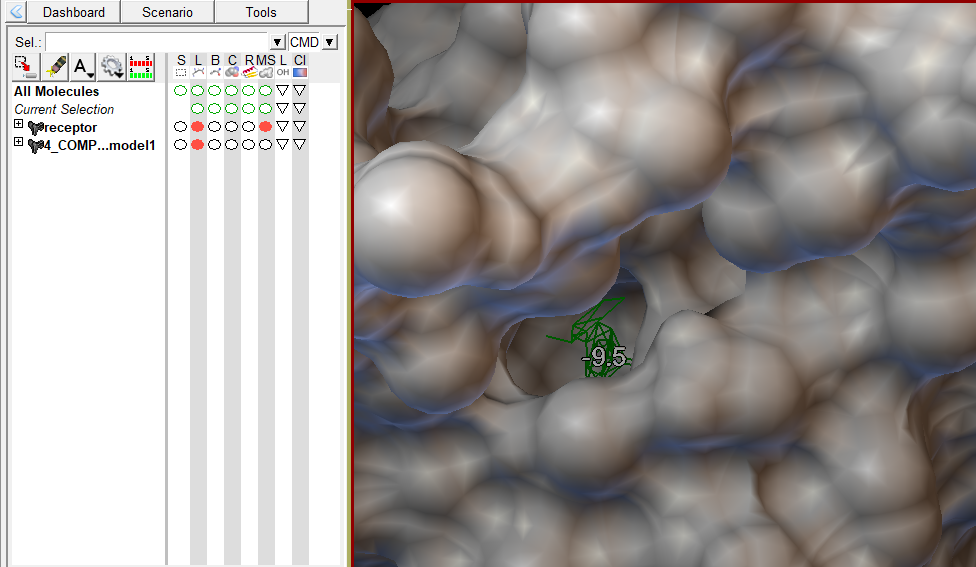 Dashboard Scenario Tools
Sel.: CMD
A
S L B C R MS L Cl
OH
All Molecules
Current Selection
receptor
4_COMP...model1
-9.5